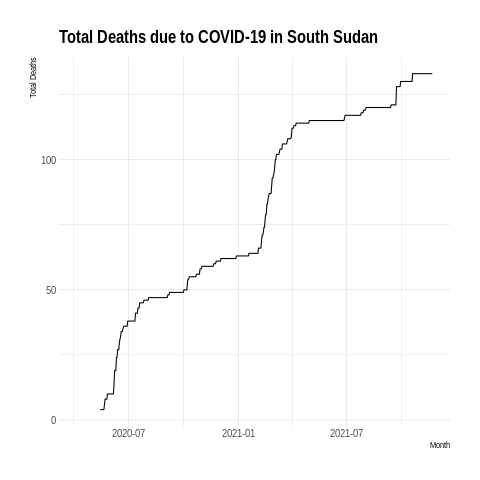 Total Deaths due to COVID-19 in South Sudan
Total Deaths
100
50
0
2020-07
2021-01
2021-07
Month